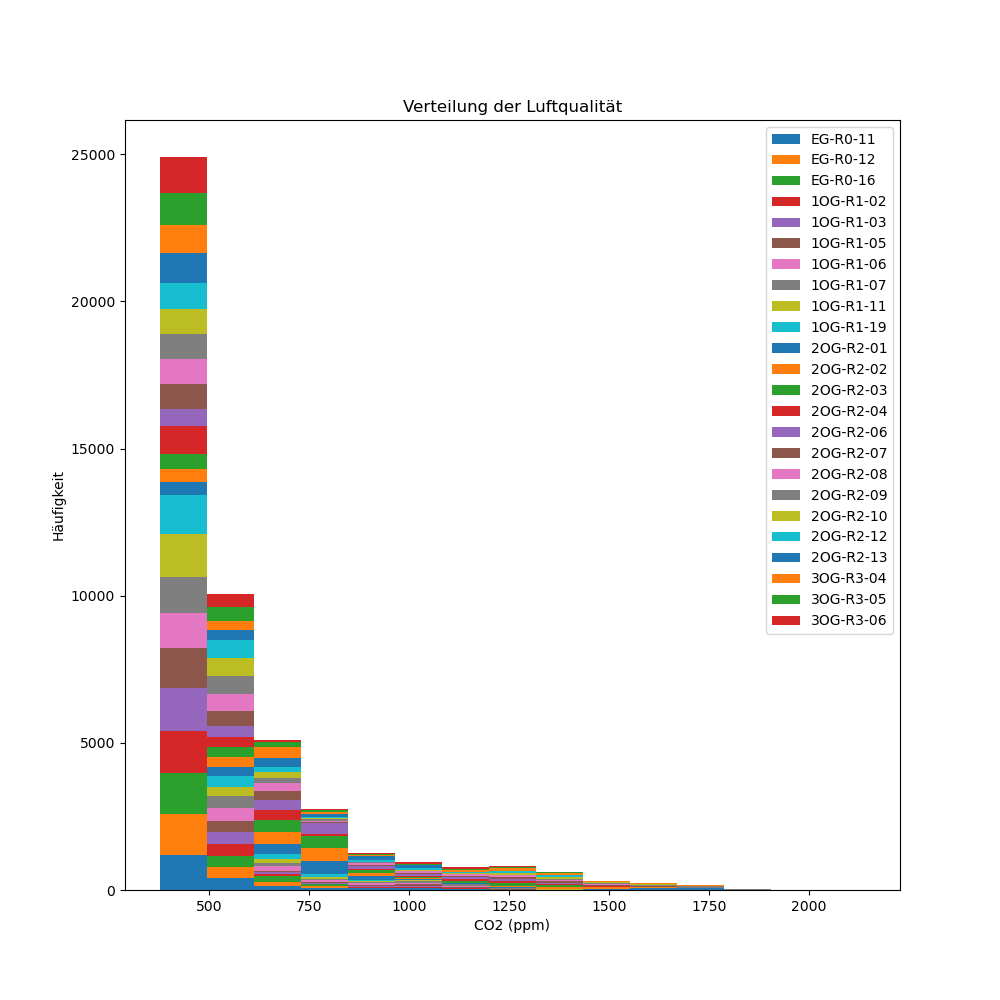 Verteilung der Luftqualität
25000
20000
15000
10000
5000
0
Häufigkeit
500
750
1000
1250
1500
1750
2000
CO2 (ppm)
EG-R0-11
EG-R0-12
EG-R0-16
1OG-R1-02
1OG-R1-03
1OG-R1-05
1OG-R1-06
1OG-R1-07
1OG-R1-11
1OG-R1-19
2OG-R2-01
2OG-R2-02
2OG-R2-03
2OG-R2-04
2OG-R2-06
2OG-R2-07
2OG-R2-08
2OG-R2-09
2OG-R2-10
2OG-R2-12
2OG-R2-13
3OG-R3-04
3OG-R3-05
3OG-R3-06